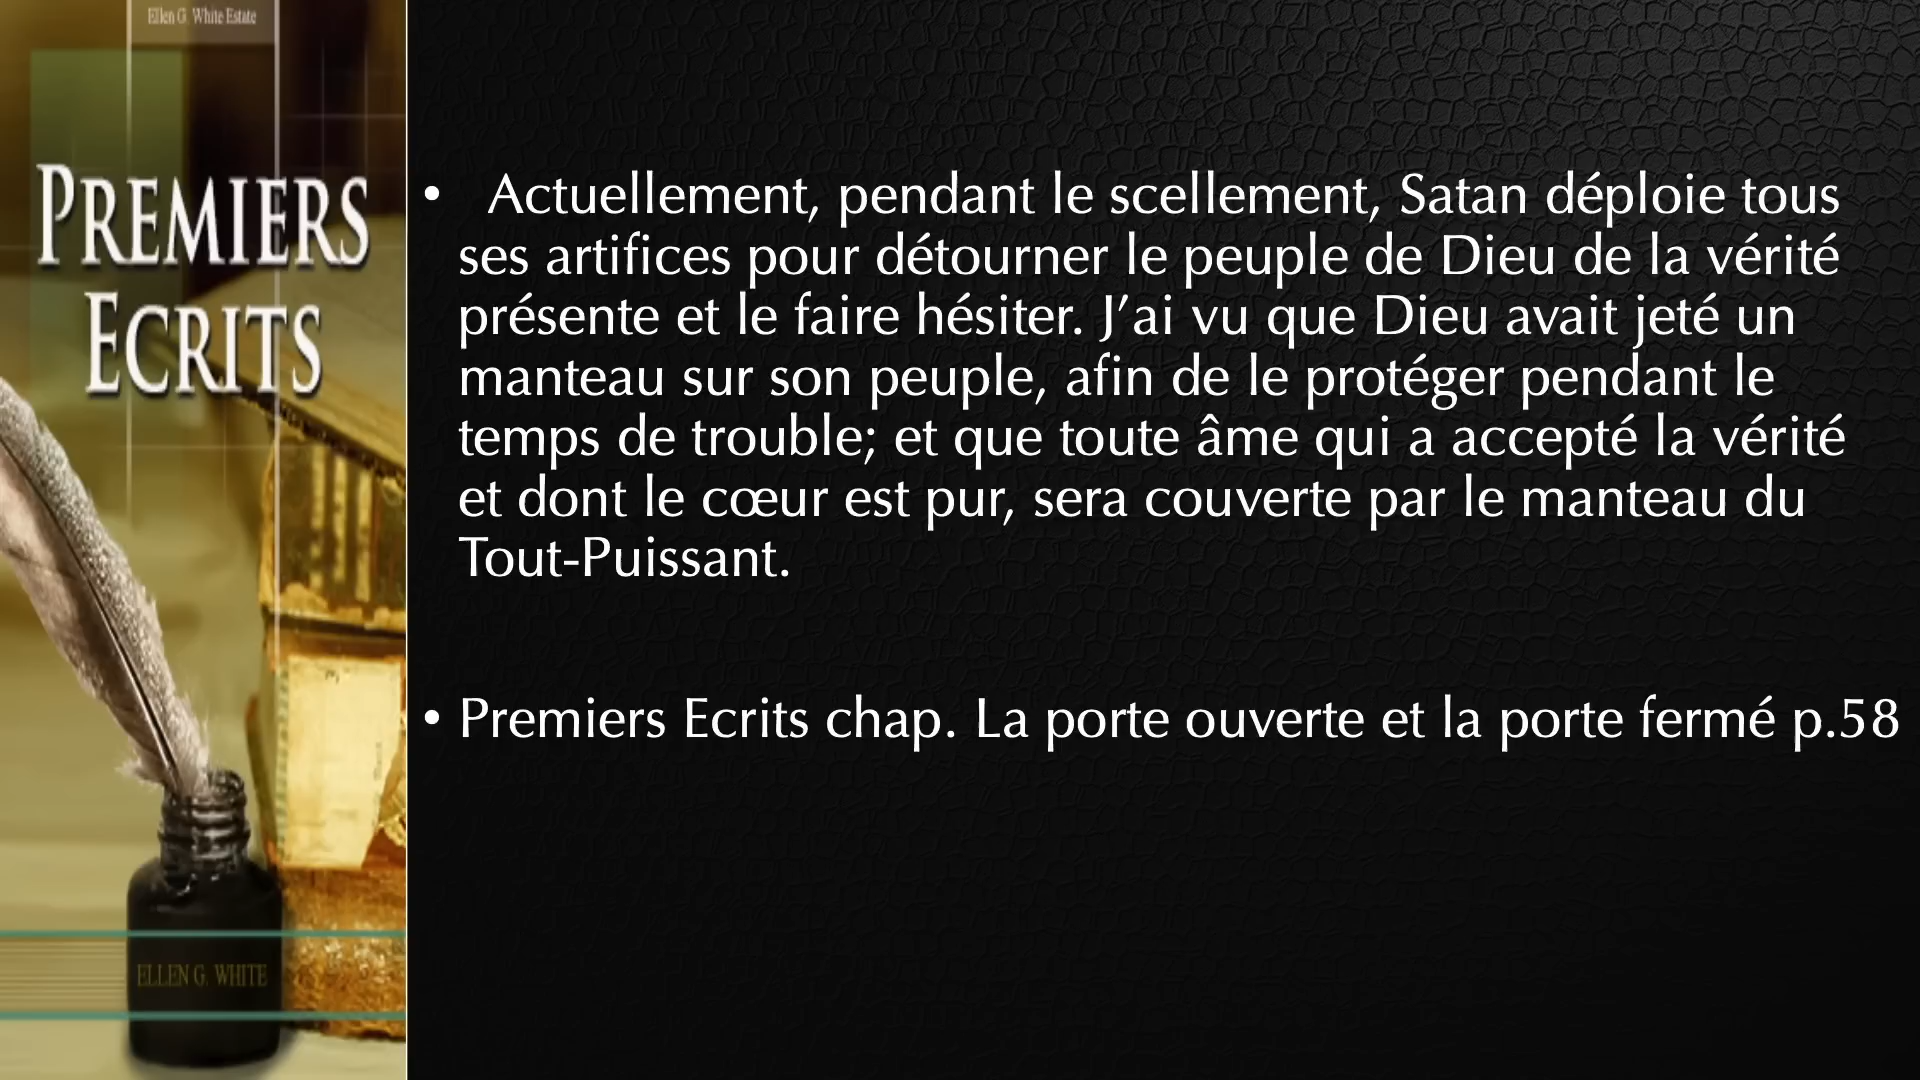 Ellen G. White Estate
PREMIERS
ECRITS
ELLEN G. WHITE
• Actuellement, pendant le scellement, Satan déploie tous
ses artifices pour détourner le peuple de Dieu de la vérité
présente et le faire hésiter. J’ai vu que Dieu avait jeté un
manteau sur son peuple, afin de le protéger pendant le
temps de trouble; et que toute âme qui a accepté la vérité
et dont le cœur est pur, sera couverte par le manteau du
Tout-Puissant.
• Premiers Ecrits chap. La porte ouverte et la porte fermé p.58